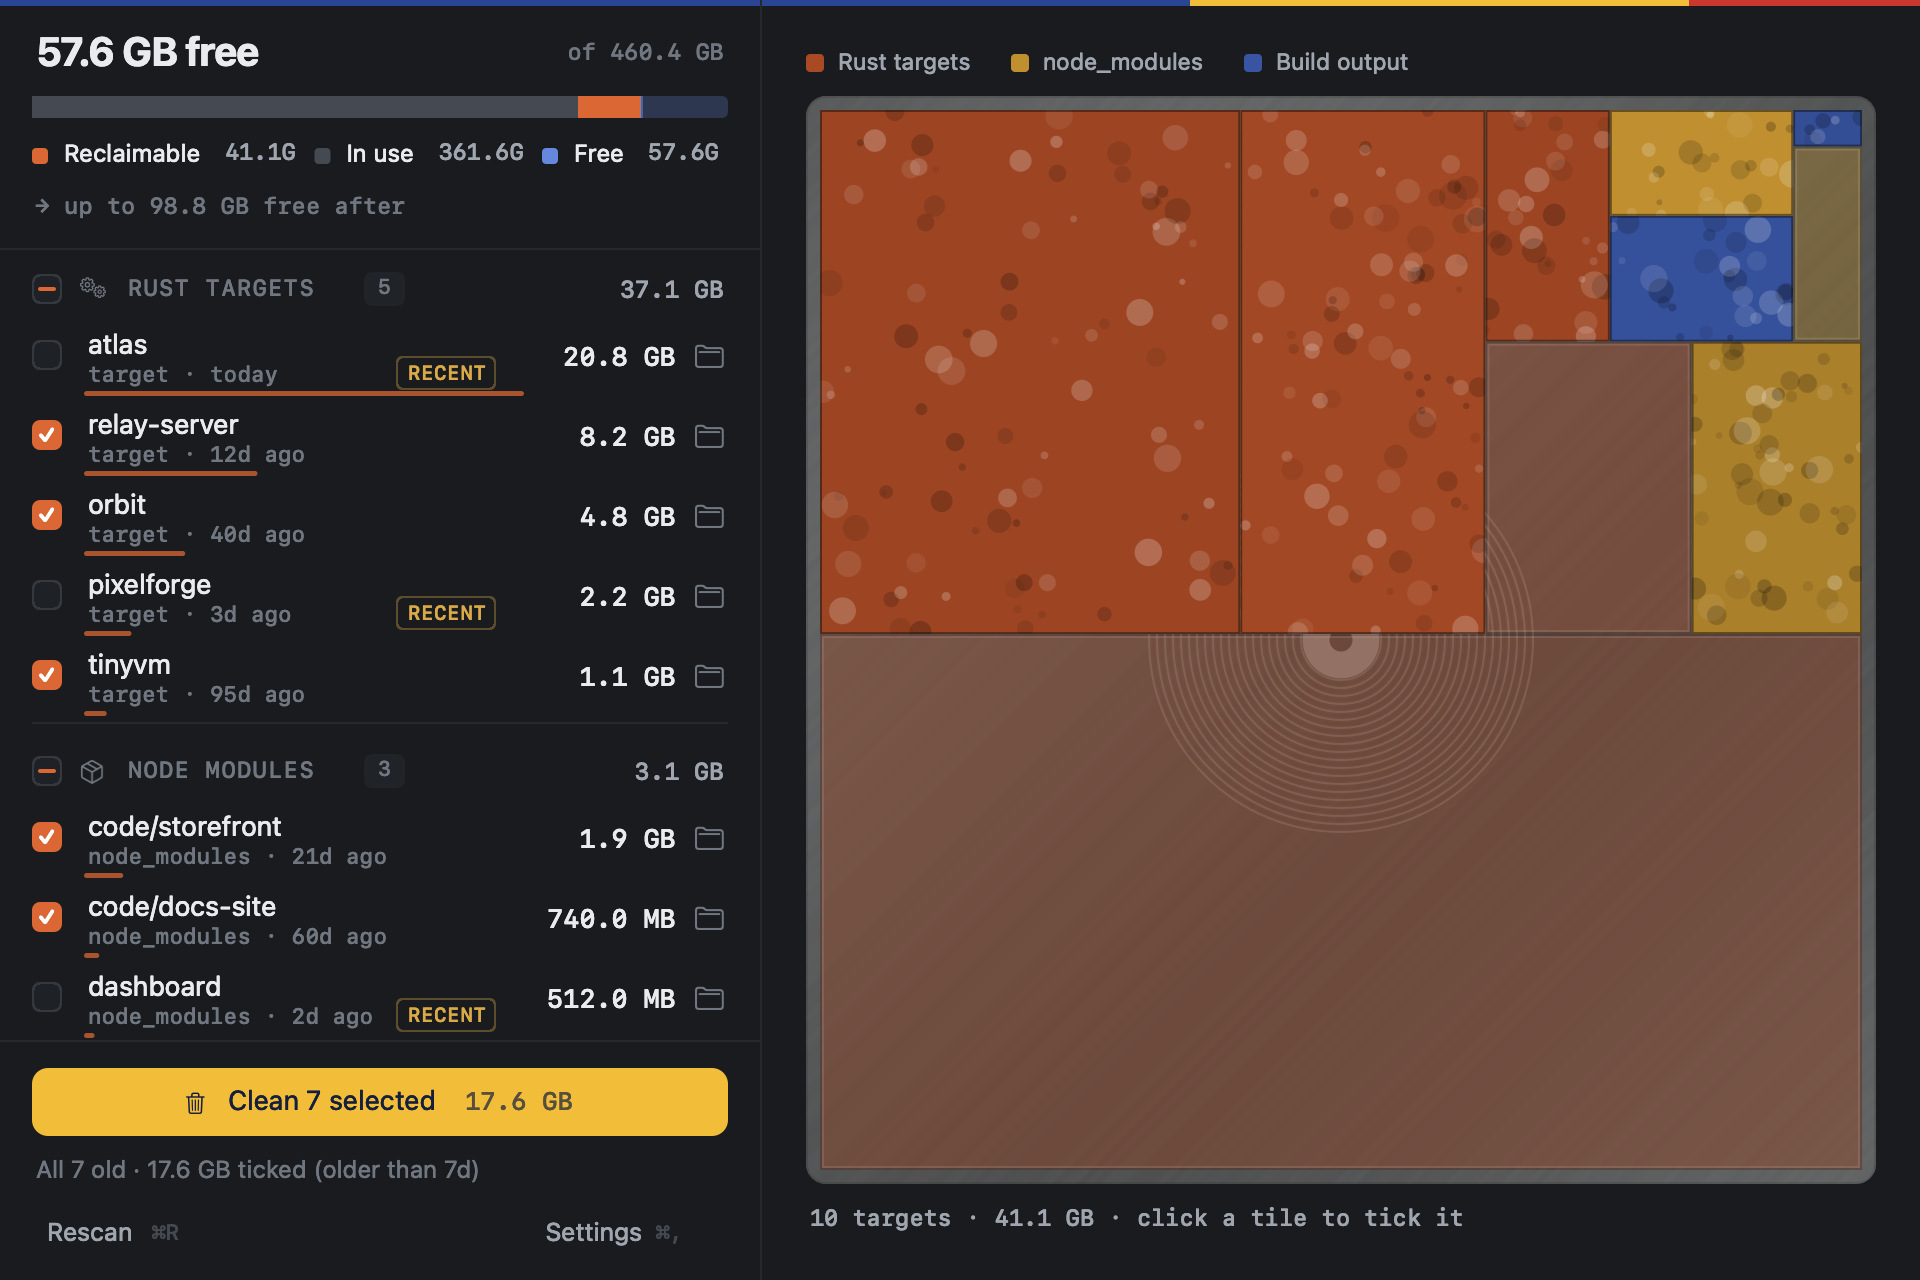 57.6 GB free
of 460.4 GB
Reclaimable 41.1G In use 361.6G Free 57.6G
→ up to 98.8 GB free after
RUST TARGETS 5 37.1 GB
atlas
target · today RECENT 20.8 GB
relay-server
target · 12d ago 8.2 GB
orbit
target · 40d ago 4.8 GB
pixelforge
target · 3d ago RECENT 2.2 GB
tinyvm
target · 95d ago 1.1 GB
NODE MODULES 3 3.1 GB
code/storefront
node_modules · 21d ago 1.9 GB
code/docs-site
node_modules · 60d ago 740.0 MB
dashboard
node_modules · 2d ago RECENT 512.0 MB
Clean 7 selected 17.6 GB
All 7 old · 17.6 GB ticked (older than 7d)
Rescan ⌘R Settings ⌘,
Rust targets node_modules Build output
10 targets · 41.1 GB · click a tile to tick it